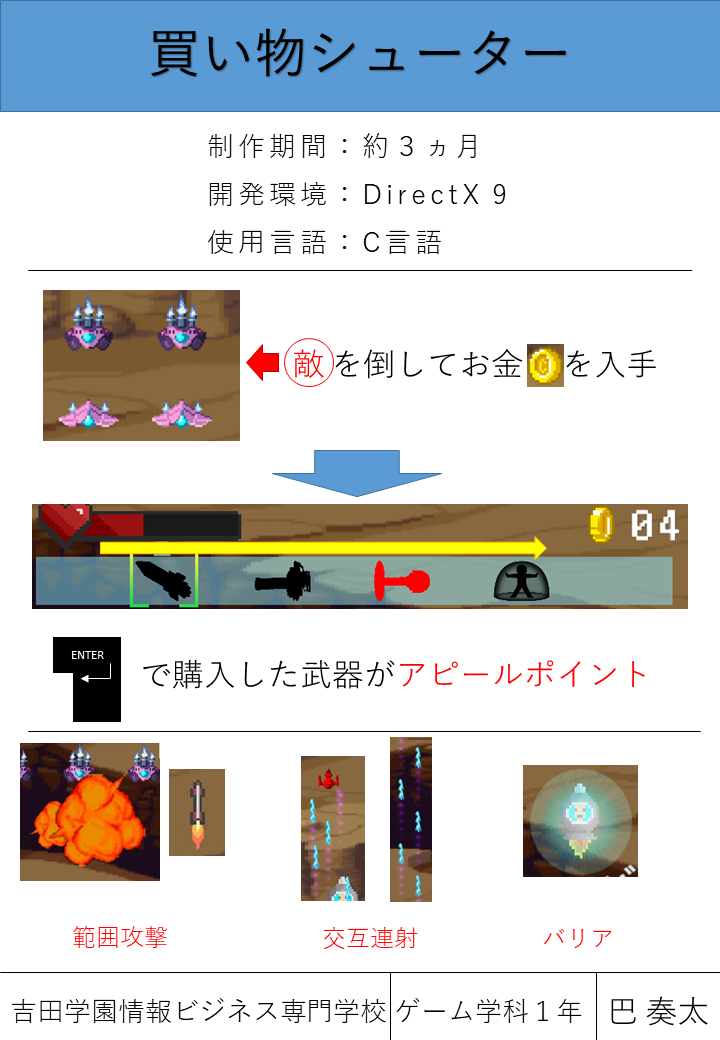 買い物シューター
制作期間：約３ヵ月
開発環境：DirectX 9
使用言語：C言語
敵を倒してお金を入手
04
ENTER
で購入した武器がアピールポイント
範囲攻撃
交互連射
バリア
吉田学園情報ビジネス専門学校
ゲーム学科１年
巴 奏太